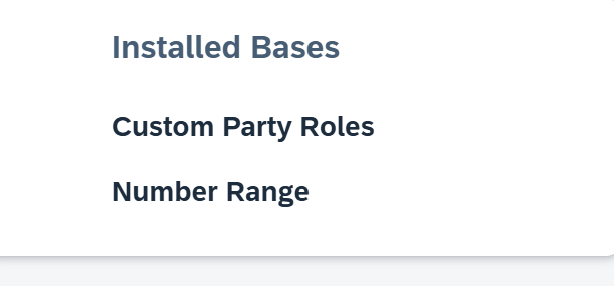 Installed Bases
Custom Party Roles
Number Range